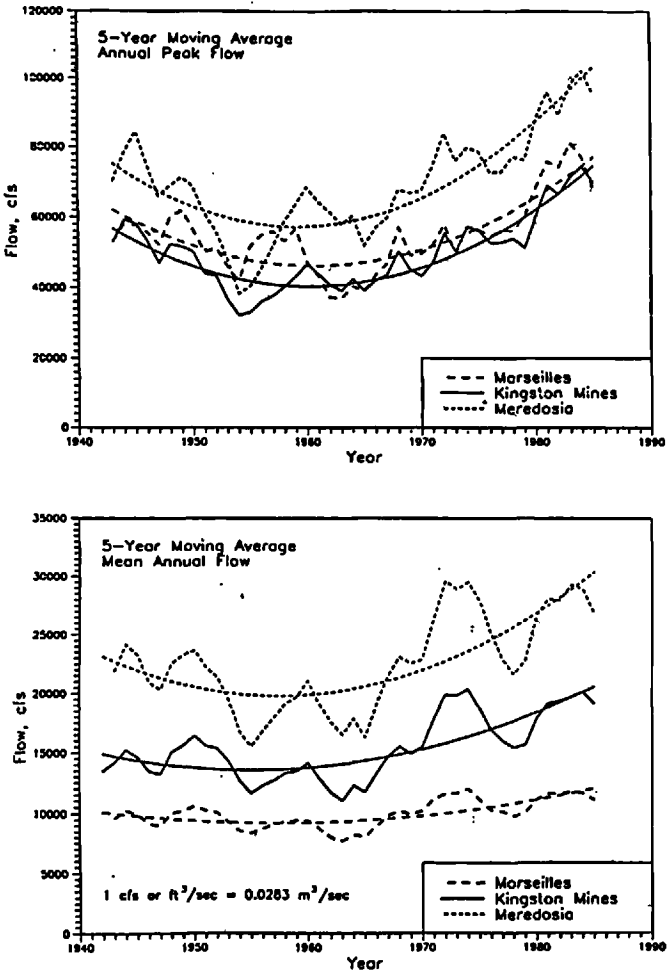 120000
5-Year Moving Average
Annual Peak Flow
100000
80000
60000
40000
20000
0
Flow, cfs
Marseilles
Kingston Mines
Meredosia
1940
1950
1960
1970
1980
1990
Year
35000
5-Year Moving Average
Mean Annual Flow
30000
25000
20000
15000
10000
5000
0
Flow, cfs
1 cfs or ft³/sec = 0.0283 m³/sec
Marseilles
Kingston Mines
Meredosia
1940
1950
1960
1970
1980
1990
Year